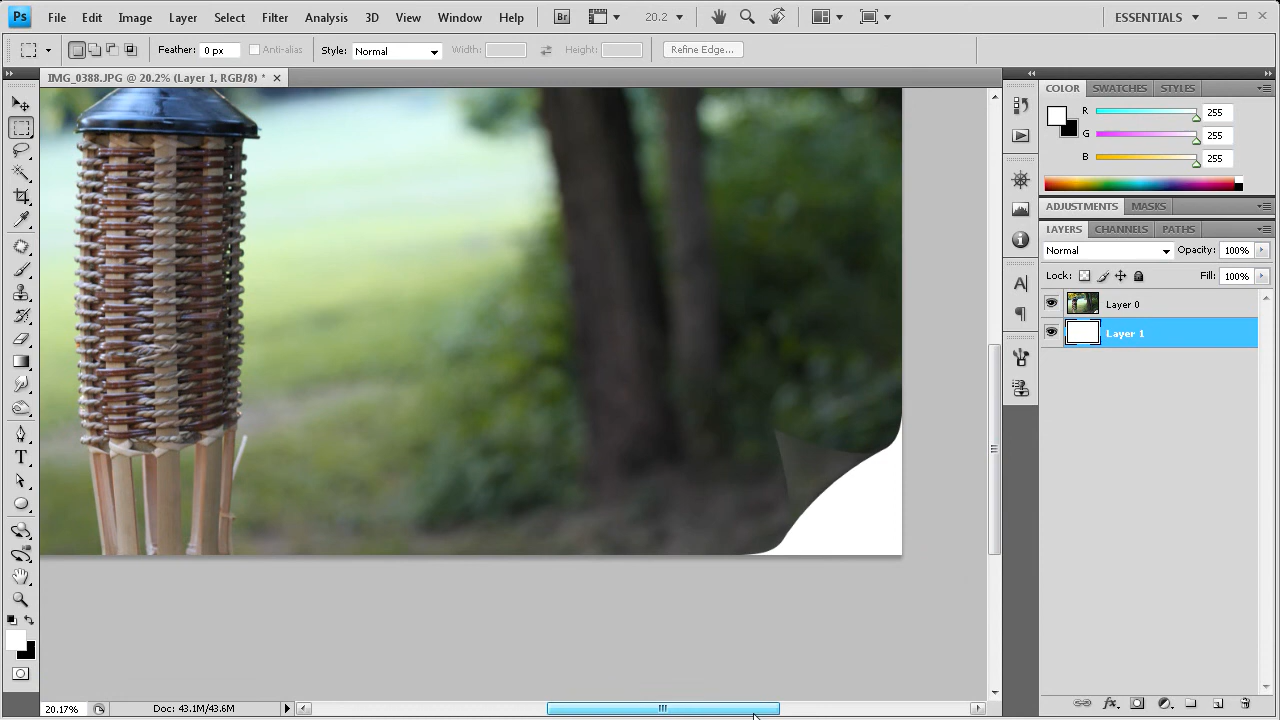 Ps File Edit Image Layer Select Filter Analysis 3D View Window Help Br 20.2 ESSENTIALS
Feather: 0 px Anti-alias Style: Normal Width: Height: Refine Edge...
IMG_0388.JPG @ 20.2% (Layer 1, RGB/8) *
COLOR SWATCHES STYLES
R 255
G 255
B 255
ADJUSTMENTS MASKS
LAYERS CHANNELS PATHS
Normal Opacity: 100%
Lock: Fill: 100%
Layer 0
Layer 1
20.17% Doc: 43.1M/43.6M